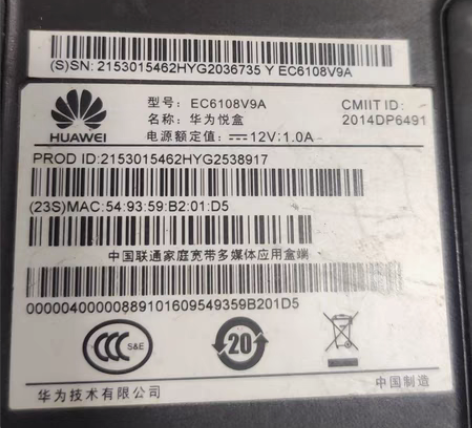 (S)SN: 2153015462HYG2036735 Y EC6108V9A
HUAWEI
型号: EC6108V9A
名称: 华为悦盒
电源额定值: ⎓12V;1.0A
CMIIT ID:
2014DP6491
PROD ID:2153015462HYG2538917
(23S)MAC:54:93:59:B2:01:D5
中国联通家庭宽带多媒体应用盒端
00000400000889101609549359B201D5
CCC S&E
20
华为技术有限公司
中国制造